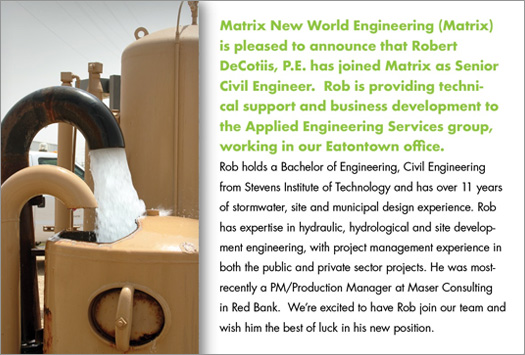 Matrix New World Engineering (Matrix)
is pleased to announce that Robert
DeCotiis, P.E. has joined Matrix as Senior
Civil Engineer.  Rob is providing techni-
cal support and business development to
the Applied Engineering Services group,
working in our Eatontown office.
Rob holds a Bachelor of Engineering, Civil Engineering
from Stevens Institute of Technology and has over 11 years
of stormwater, site and municipal design experience. Rob
has expertise in hydraulic, hydrological and site develop-
ment engineering, with project management experience in
both the public and private sector projects. He was most-
recently a PM/Production Manager at Maser Consulting
in Red Bank.  We're excited to have Rob join our team and
wish him the best of luck in his new position.